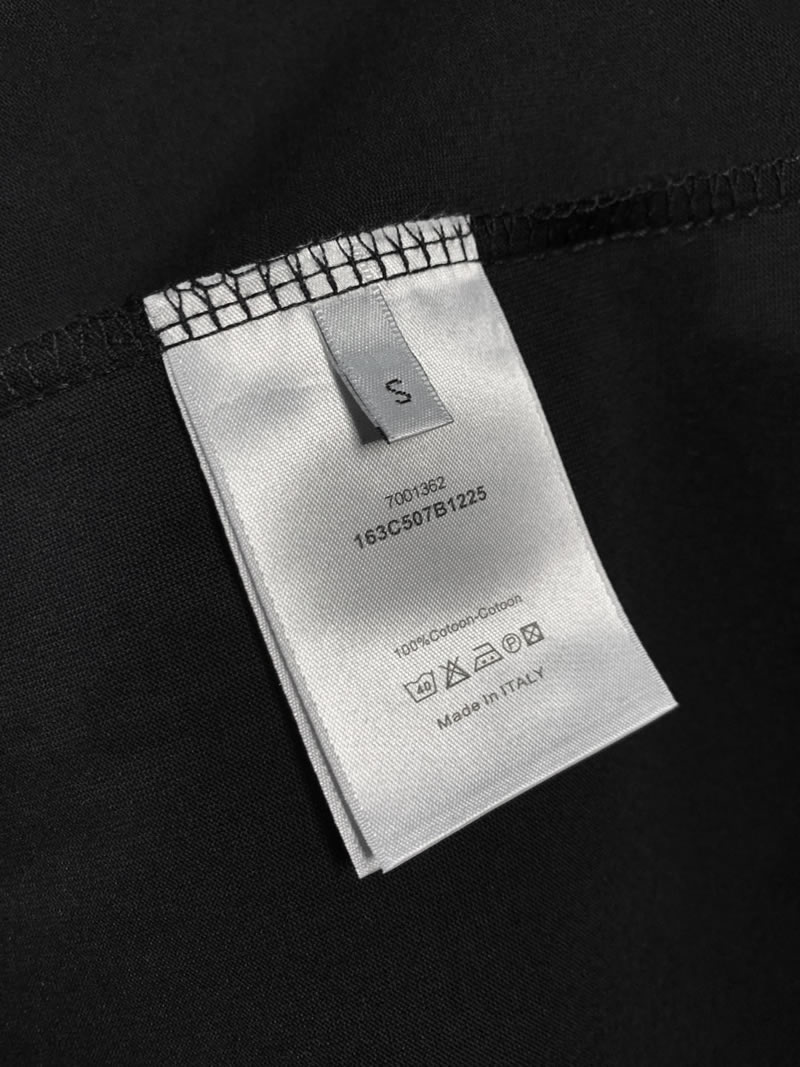 S
7001362
163C507B1225
100%Cotoon-Cotoon
40 P
Made In ITALY